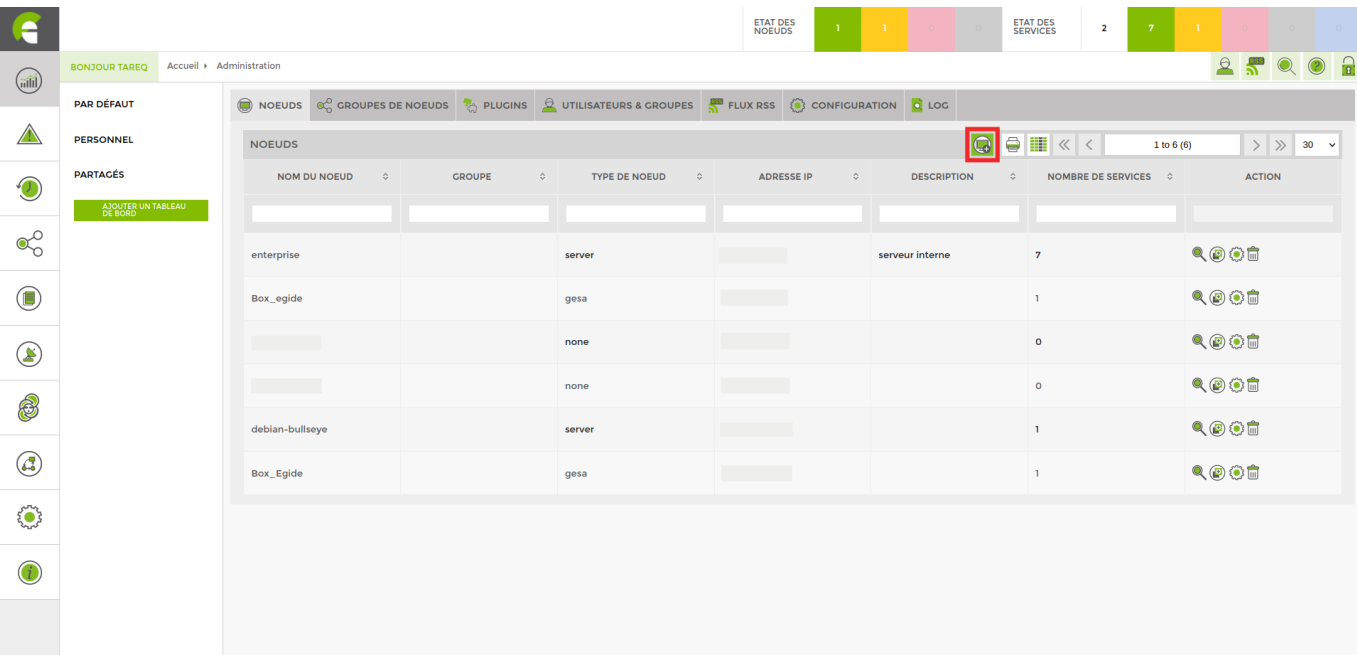 ETAT DES
NOEUDS
1
1
0
0
ETAT DES
SERVICES
2
7
1
0
0
0
BONJOUR TAREQ
Accueil
Administration
RSS
?
PAR DÉFAUT
PERSONNEL
PARTAGÉS
AJOUTER UN TABLEAU
DE BORD
NOEUDS
GROUPES DE NOEUDS
PLUGINS
UTILISATEURS & GROUPES
FLUX RSS
CONFIGURATION
LOG
NOEUDS
1 to 6 (6)
30
NOM DU NOEUD
GROUPE
TYPE DE NOEUD
ADRESSE IP
DESCRIPTION
NOMBRE DE SERVICES
ACTION
enterprise
server
serveur interne
7
Box_egide
gesa
1
none
0
none
0
debian-bullseye
server
1
Box_Egide
gesa
1
i